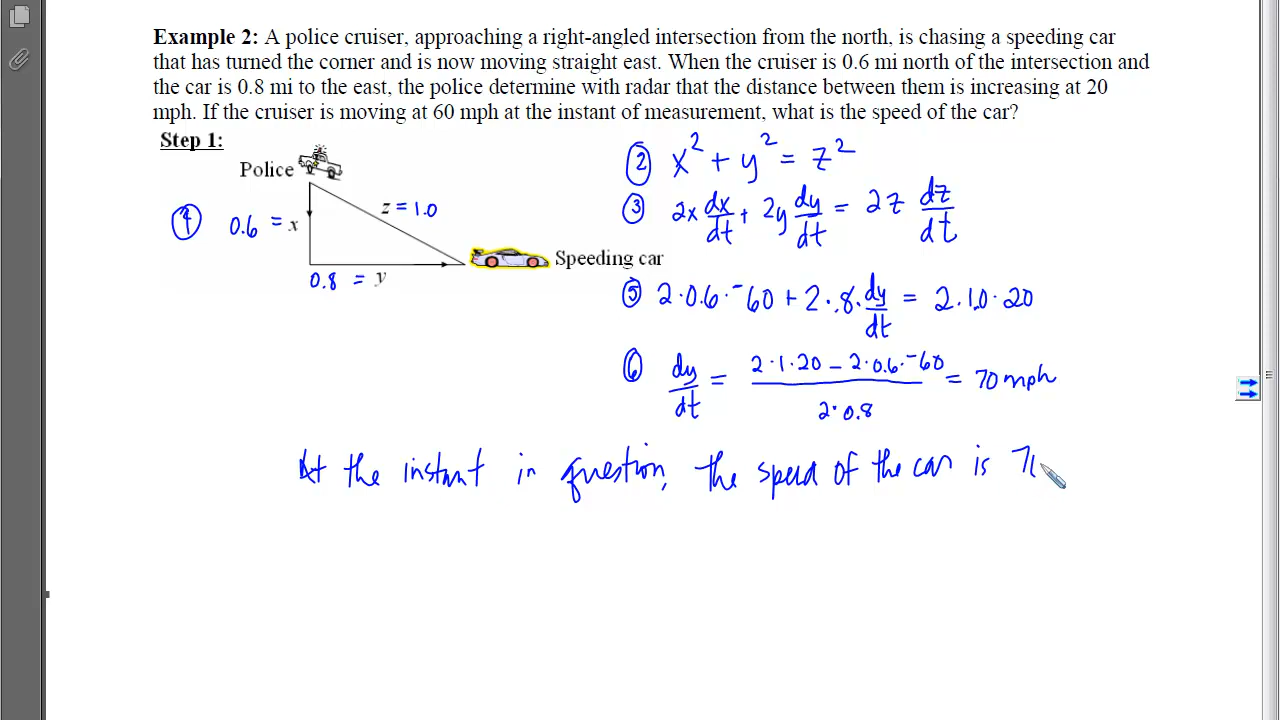 Example 2: A police cruiser, approaching a right-angled intersection from the north, is chasing a speeding car
that has turned the corner and is now moving straight east. When the cruiser is 0.6 mi north of the intersection and
the car is 0.8 mi to the east, the police determine with radar that the distance between them is increasing at 20
mph. If the cruiser is moving at 60 mph at the instant of measurement, what is the speed of the car?
Step 1:
Police
④ 0.6 = x
z = 1.0
0.8 = y
Speeding car
② x² + y² = z²
③ 2x dx/dt + 2y dy/dt = 2z dz/dt
⑤ 2·0.6·⁻60 + 2·.8·dy/dt = 2·1.0·20
⑥ dy/dt = (2·1·20 − 2·0.6·⁻60)/(2·0.8) = 70 mph
At the instant in question, the speed of the car is 7